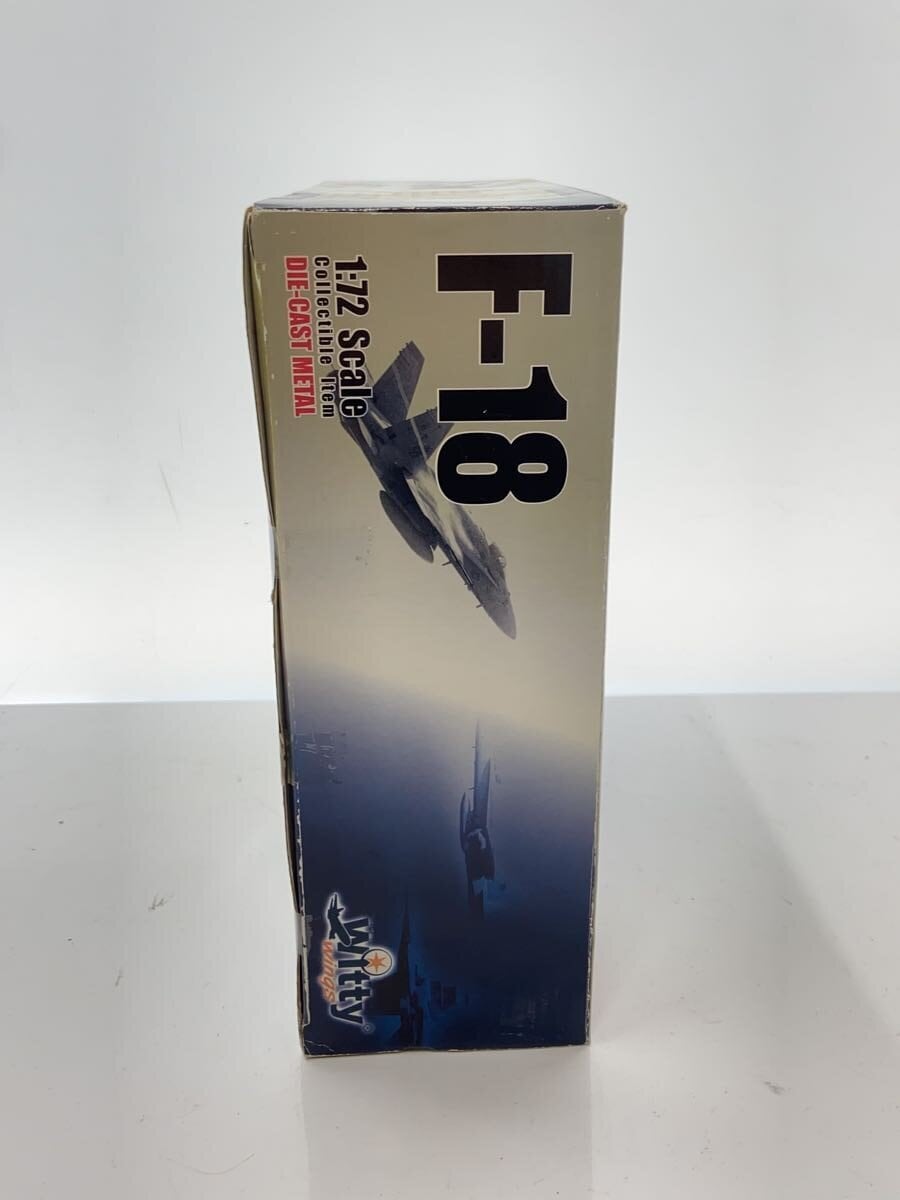 F-18
1:72 Scale
Collectible Item
DIE-CAST METAL
Witty
wings
®